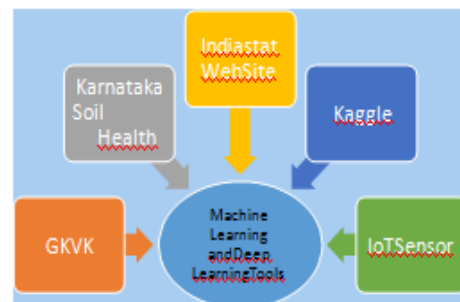 Indiastat
WebSite
Karnataka
Soil
Health
Kaggle
GKVK
Machine
Learning
andDeep
LearningTools
IoTSensor